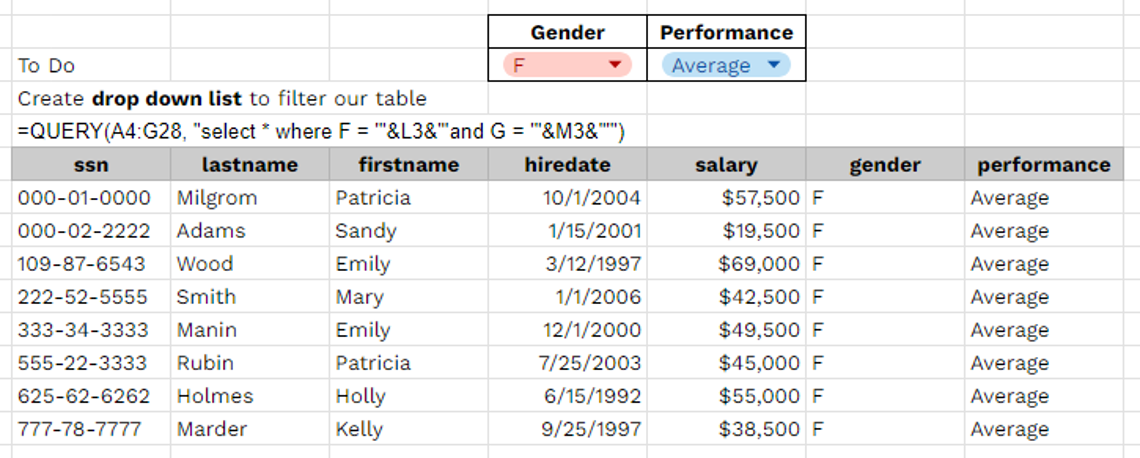 Gender Performance
To Do F Average
Create drop down list to filter our table
=QUERY(A4:G28, "select * where F = '"&L3&"'and G = '"&M3&"'")
ssn lastname firstname hiredate salary gender performance
000-01-0000 Milgrom Patricia 10/1/2004 $57,500 F Average
000-02-2222 Adams Sandy 1/15/2001 $19,500 F Average
109-87-6543 Wood Emily 3/12/1997 $69,000 F Average
222-52-5555 Smith Mary 1/1/2006 $42,500 F Average
333-34-3333 Manin Emily 12/1/2000 $49,500 F Average
555-22-3333 Rubin Patricia 7/25/2003 $45,000 F Average
625-62-6262 Holmes Holly 6/15/1992 $55,000 F Average
777-78-7777 Marder Kelly 9/25/1997 $38,500 F Average